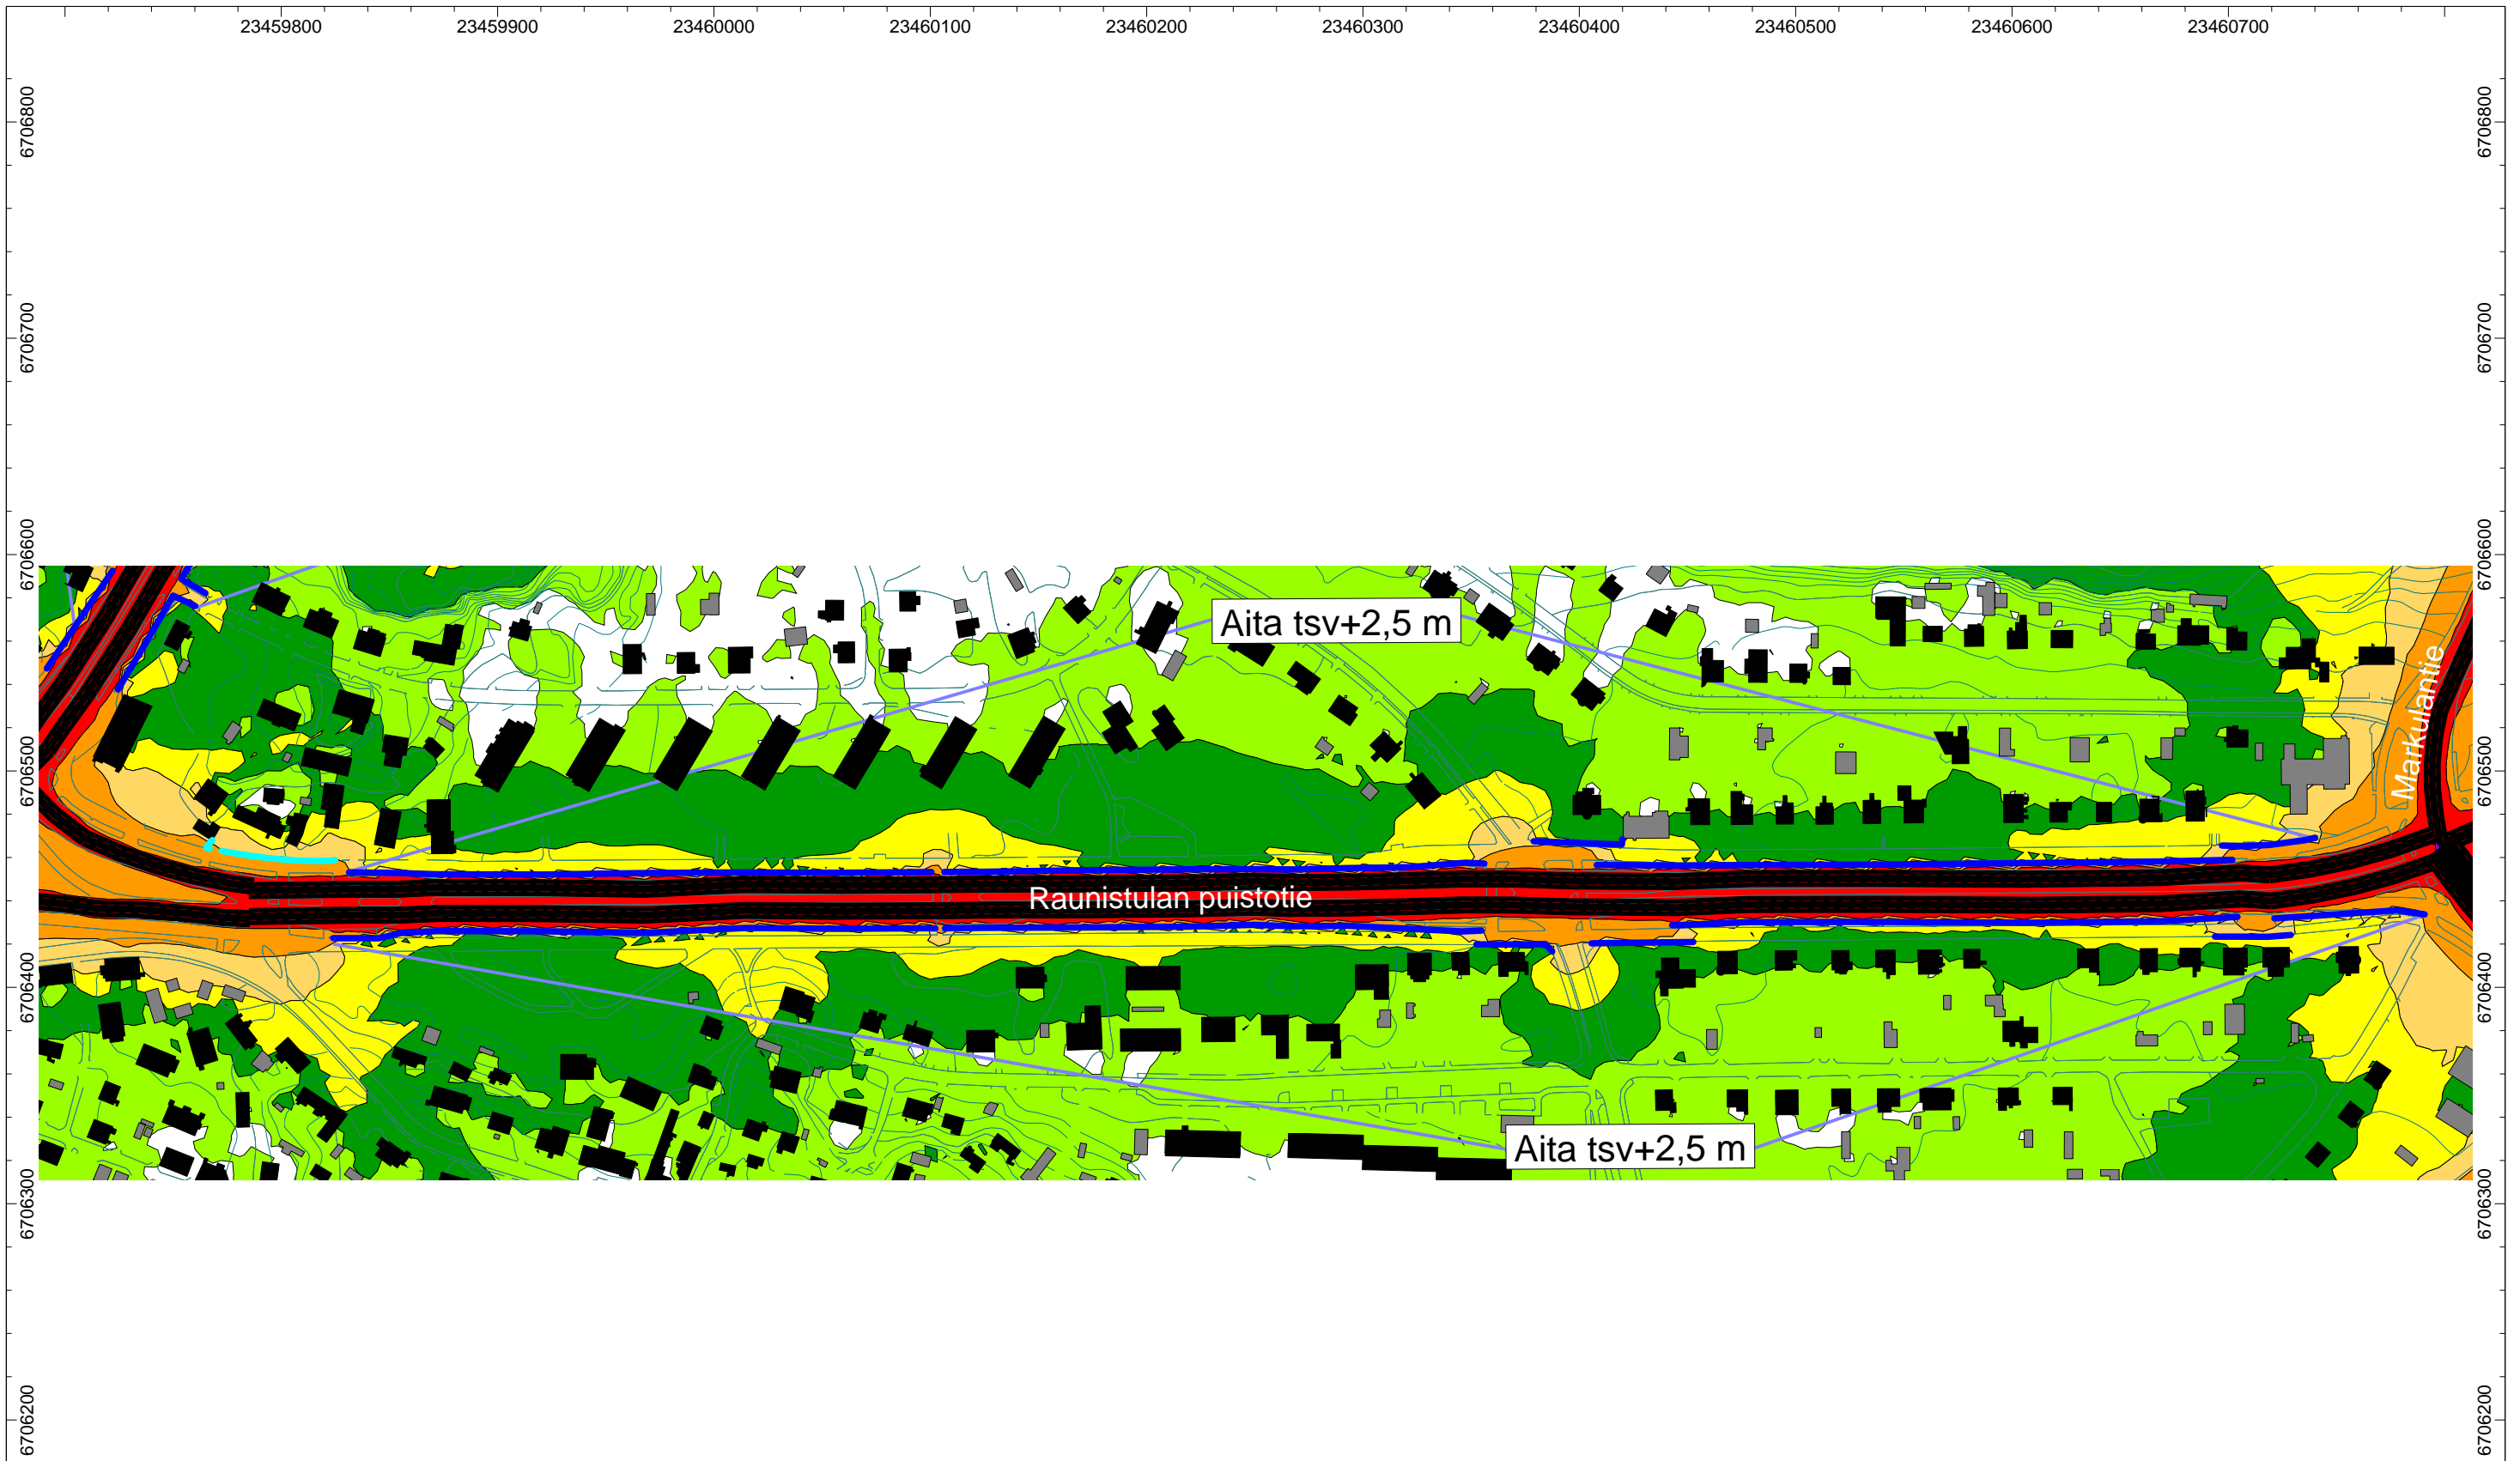 23459800 23459900 23460000 23460100 23460200 23460300 23460400 23460500 23460600 23460700
6706800 6706800
6706700 6706700
6706600 6706600
Aita tsv+2,5 m
Markulantie
6706500 6706500
Raunistulan puistotie
6706400 6706400
Aita tsv+2,5 m
6706300 6706300
6706200 6706200